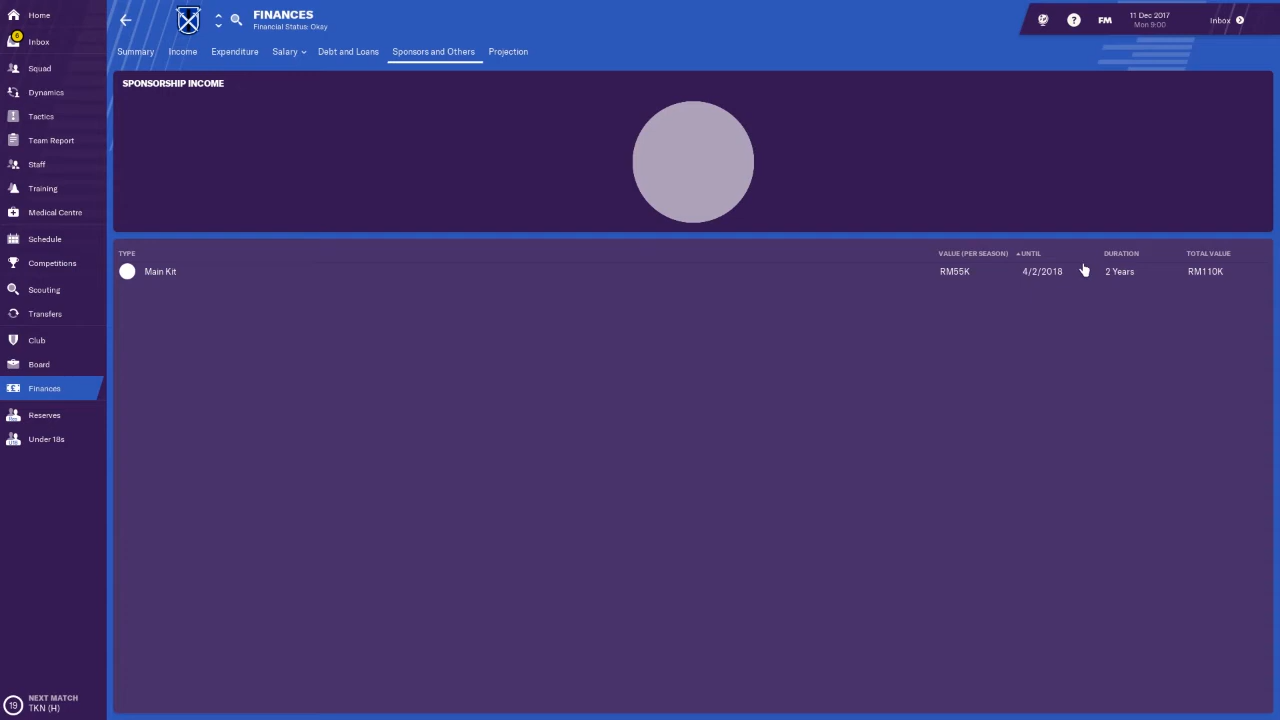 Home
6
Inbox
Squad
Dynamics
Tactics
Team Report
Staff
Training
Medical Centre
Schedule
Competitions
Scouting
Transfers
Club
Board
Finances
Reserves
Under 18s
19
NEXT MATCH
TKN (H)
FINANCES
Financial Status: Okay
? FM 11 Dec 2017 Inbox
Mon 9:00
Summary Income Expenditure Salary Debt and Loans Sponsors and Others Projection
SPONSORSHIP INCOME
TYPE VALUE (PER SEASON) UNTIL DURATION TOTAL VALUE
Main Kit RM55K 4/2/2018 2 Years RM110K